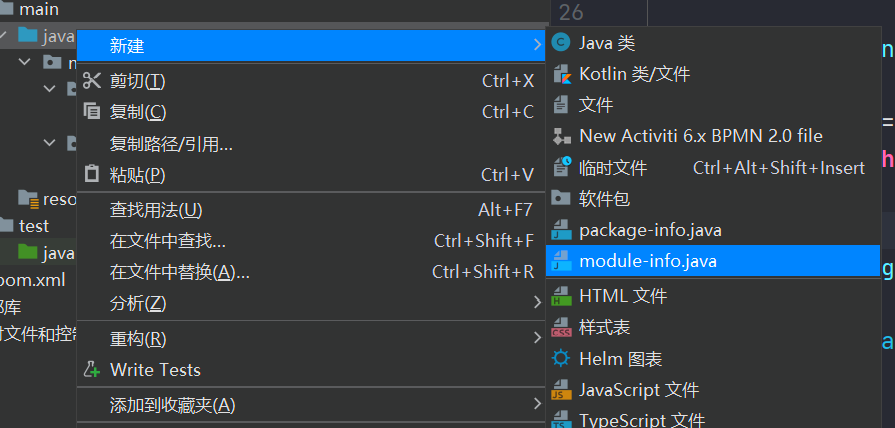 main
26
java
新建
剪切(T) Ctrl+X
复制(C) Ctrl+C
复制路径/引用...
粘贴(P) Ctrl+V
查找用法(U) Alt+F7
在文件中查找... Ctrl+Shift+F
在文件中替换(A)... Ctrl+Shift+R
分析(Z)
重构(R)
Write Tests
添加到收藏夹(A)
Java 类
Kotlin 类/文件
文件
New Activiti 6.x BPMN 2.0 file
临时文件 Ctrl+Alt+Shift+Insert
软件包
package-info.java
module-info.java
HTML 文件
样式表
Helm 图表
JavaScript 文件
TypeScript 文件
reso
test
java
pom.xml
部库
时文件和控制
n
=
h
g
a